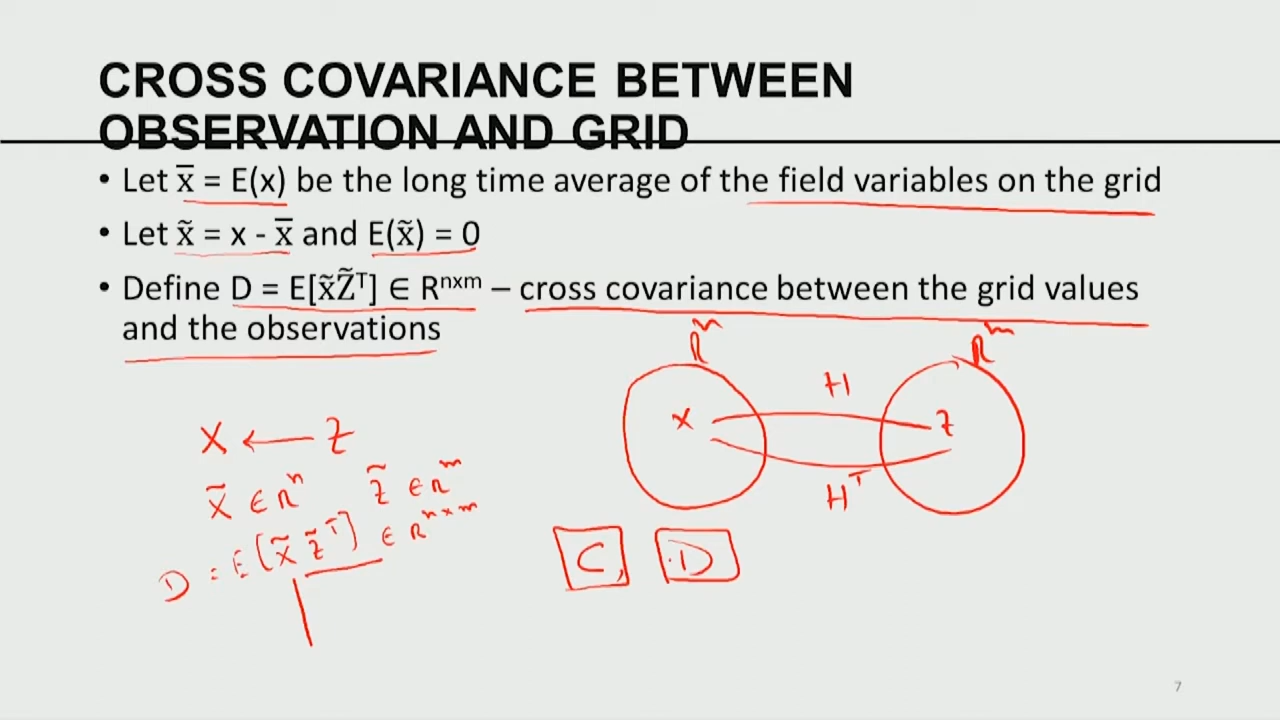 CROSS COVARIANCE BETWEEN
OBSERVATION AND GRID
• Let x̅ = E(x) be the long time average of the field variables on the grid
• Let x̃ = x - x̅ and E(x̃) = 0
• Define D = E[x̃Z̃ᵀ] ∈ Rⁿˣᵐ – cross covariance between the grid values
and the observations
Rⁿ
Rᵐ
H
X
Z
Hᵀ
X ← Z
x̃ ∈ Rⁿ z̃ ∈ Rᵐ
D = E[x̃ z̃ᵀ] ∈ Rⁿˣᵐ
C, D
7